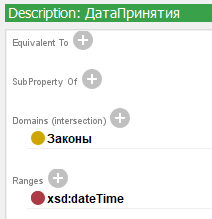 Description: ДатаПринятия
Equivalent To
SubProperty Of
Domains (intersection)
Законы
Ranges
xsd:dateTime